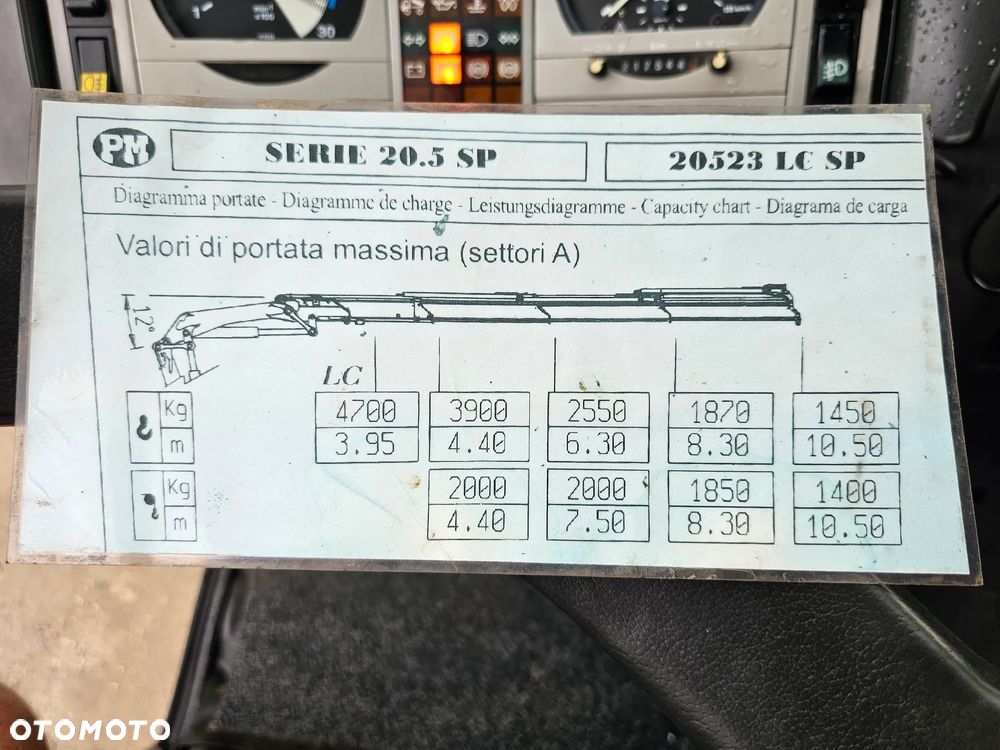 30
217544
PM
SERIE 20.5 SP
20523 LC SP
Diagramma portate - Diagramme de charge - Leistungsdiagramme - Capacity chart - Diagrama de carga
Valori di portata massima (settori A)
12°
LC
Kg 4700 3900 2550 1870 1450
m 3.95 4.40 6.30 8.30 10.50
Kg 2000 2000 1850 1400
m 4.40 7.50 8.30 10.50
OTOMOTO